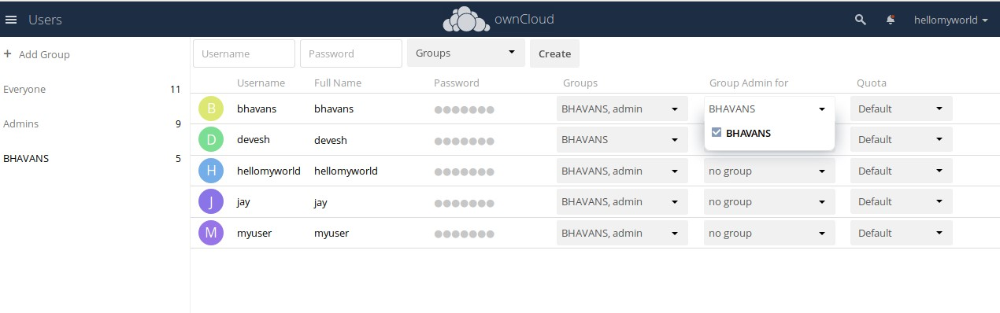 Users ownCloud hellomyworld
+ Add Group Username Password Groups Create
Username Full Name Password Groups Group Admin for Quota
Everyone 11
B bhavans bhavans BHAVANS, admin BHAVANS Default
Admins 9
BHAVANS
D devesh devesh BHAVANS Default
BHAVANS 5
H hellomyworld hellomyworld BHAVANS, admin no group Default
J jay jay BHAVANS, admin no group Default
M myuser myuser BHAVANS, admin no group Default